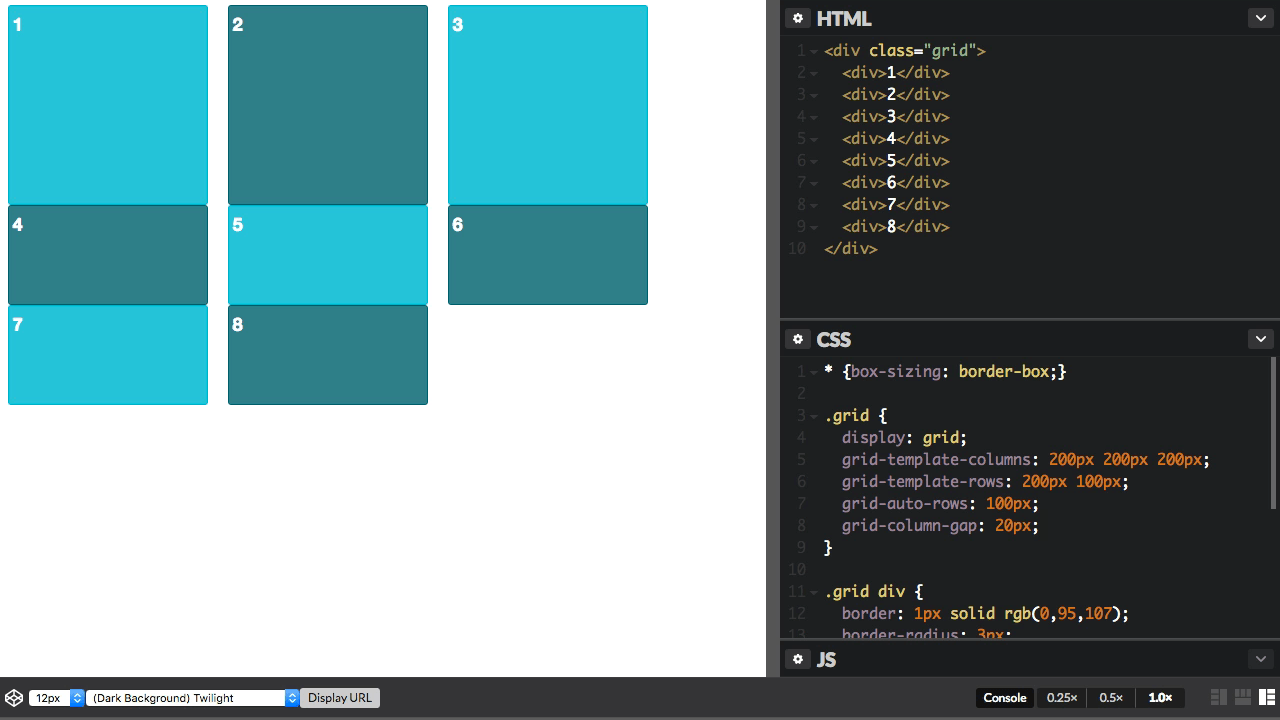 1
2
3
4
5
6
7
8
HTML
1 <div class="grid">
2 <div>1</div>
3 <div>2</div>
4 <div>3</div>
5 <div>4</div>
6 <div>5</div>
7 <div>6</div>
8 <div>7</div>
9 <div>8</div>
10 </div>
CSS
1 * {box-sizing: border-box;}
2
3 .grid {
4 display: grid;
5 grid-template-columns: 200px 200px 200px;
6 grid-template-rows: 200px 100px;
7 grid-auto-rows: 100px;
8 grid-column-gap: 20px;
9 }
10
11 .grid div {
12 border: 1px solid rgb(0,95,107);
13 border-radius: 3px;
JS
12px (Dark Background) Twilight Display URL Console 0.25× 0.5× 1.0×